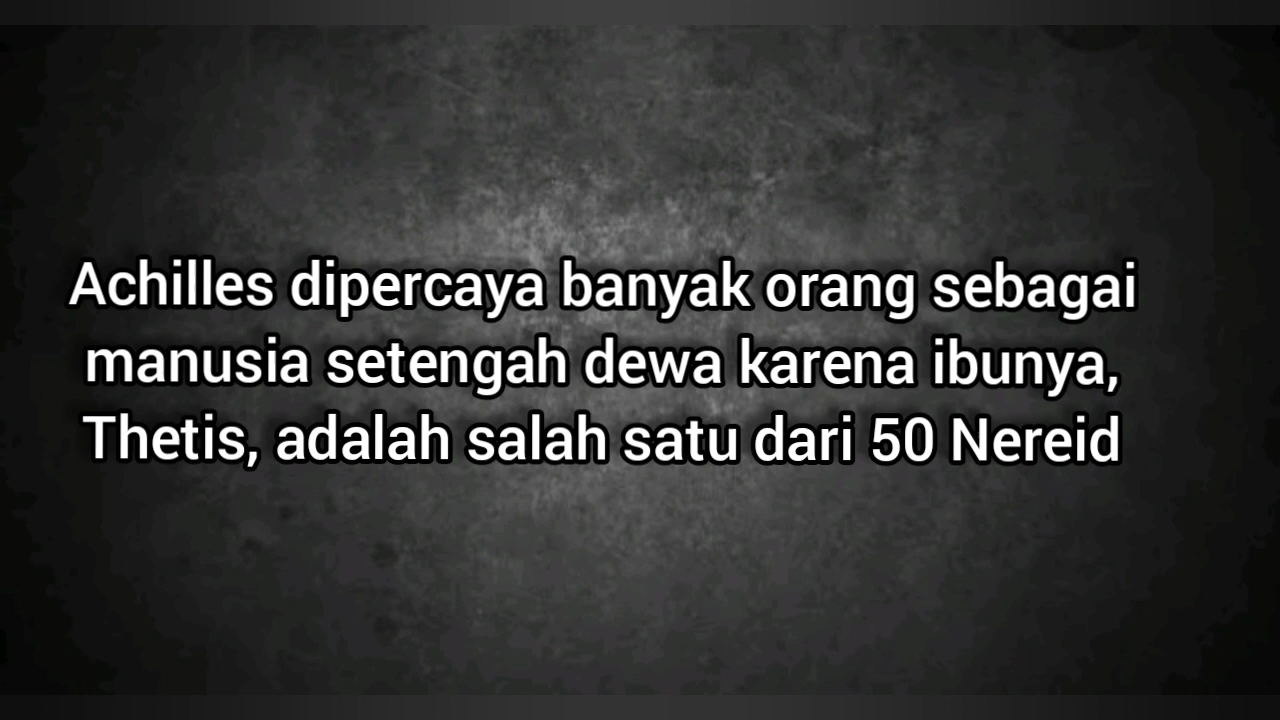 Achilles dipercaya banyak orang sebagai
manusia setengah dewa karena ibunya,
Thetis, adalah salah satu dari 50 Nereid